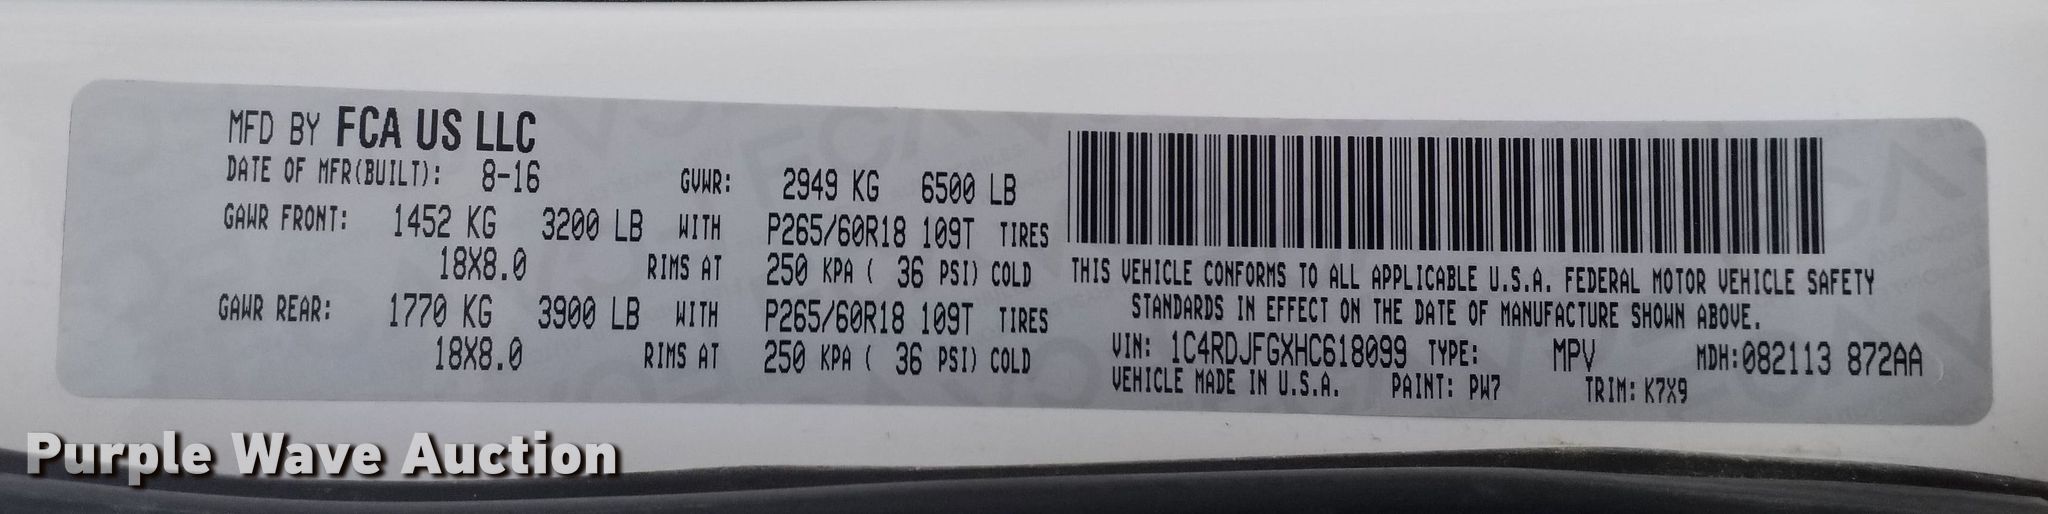 MFD BY FCA US LLC
DATE OF MFR(BUILT): 8-16 GVWR: 2949 KG 6500 LB
GAWR FRONT: 1452 KG 3200 LB WITH P265/60R18 109T TIRES
18X8.0 RIMS AT 250 KPA ( 36 PSI) COLD
GAWR REAR: 1770 KG 3900 LB WITH P265/60R18 109T TIRES
18X8.0 RIMS AT 250 KPA ( 36 PSI) COLD
THIS VEHICLE CONFORMS TO ALL APPLICABLE U.S.A. FEDERAL MOTOR VEHICLE SAFETY
STANDARDS IN EFFECT ON THE DATE OF MANUFACTURE SHOWN ABOVE.
VIN: 1C4RDJFGXHC618099 TYPE: MPV MDH:082113 872AA
VEHICLE MADE IN U.S.A. PAINT: PW7 TRIM: K7X9
Purple Wave Auction